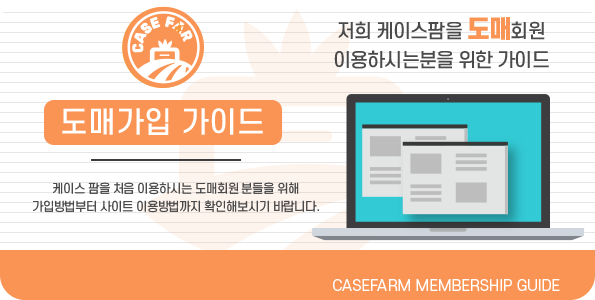 CASE FAR
도매가입 가이드
케이스 팜을 처음 이용하시는 도매회원 분들을 위해
가입방법부터 사이트 이용방법까지 확인해보시기 바랍니다.
저희 케이스팜을 도매회원
이용하시는분을 위한 가이드
CASEFARM MEMBERSHIP GUIDE